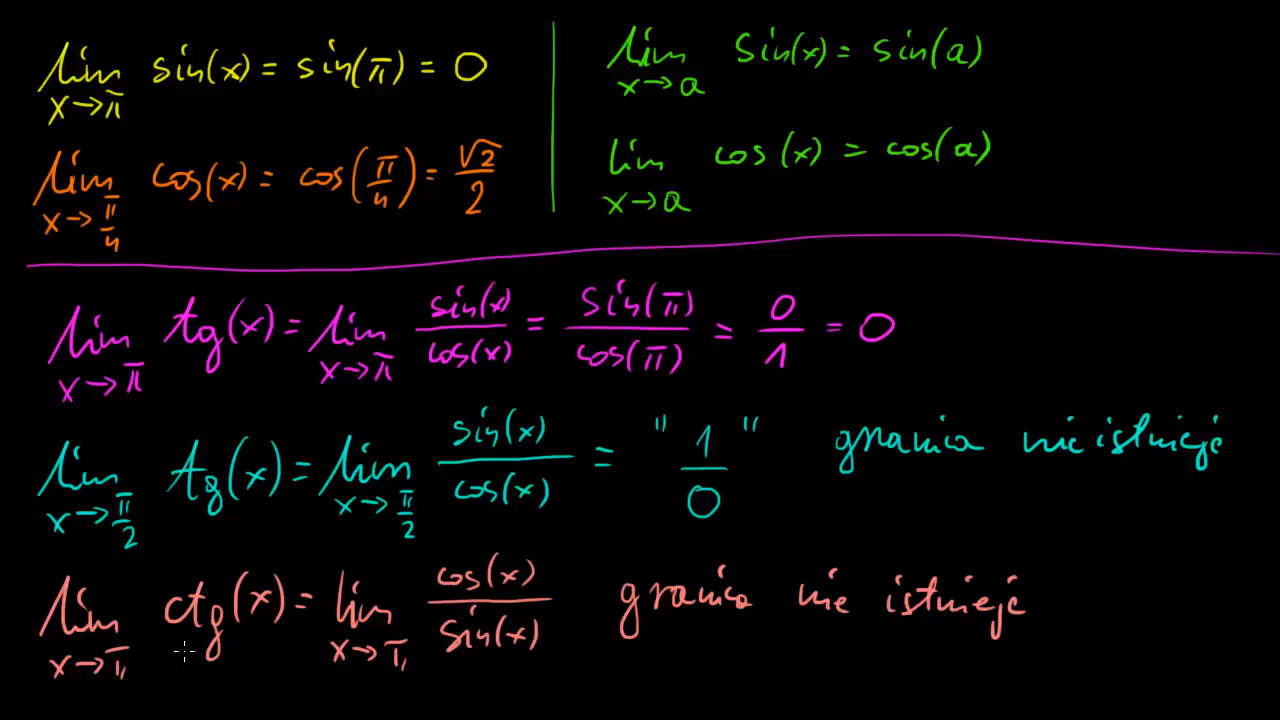 lim x→π sin(x) = sin(π) = 0
lim x→π/4 cos(x) = cos(π/4) = √2/2
lim x→a sin(x) = sin(a)
lim x→a cos(x) = cos(a)
lim x→π tg(x) = lim x→π sin(x)/cos(x) = sin(π)/cos(π) = 0/1 = 0
lim x→π/2 tg(x) = lim x→π/2 sin(x)/cos(x) = "1/0" granica nie istnieje
lim x→π ctg(x) = lim x→π cos(x)/sin(x) granica nie istnieje